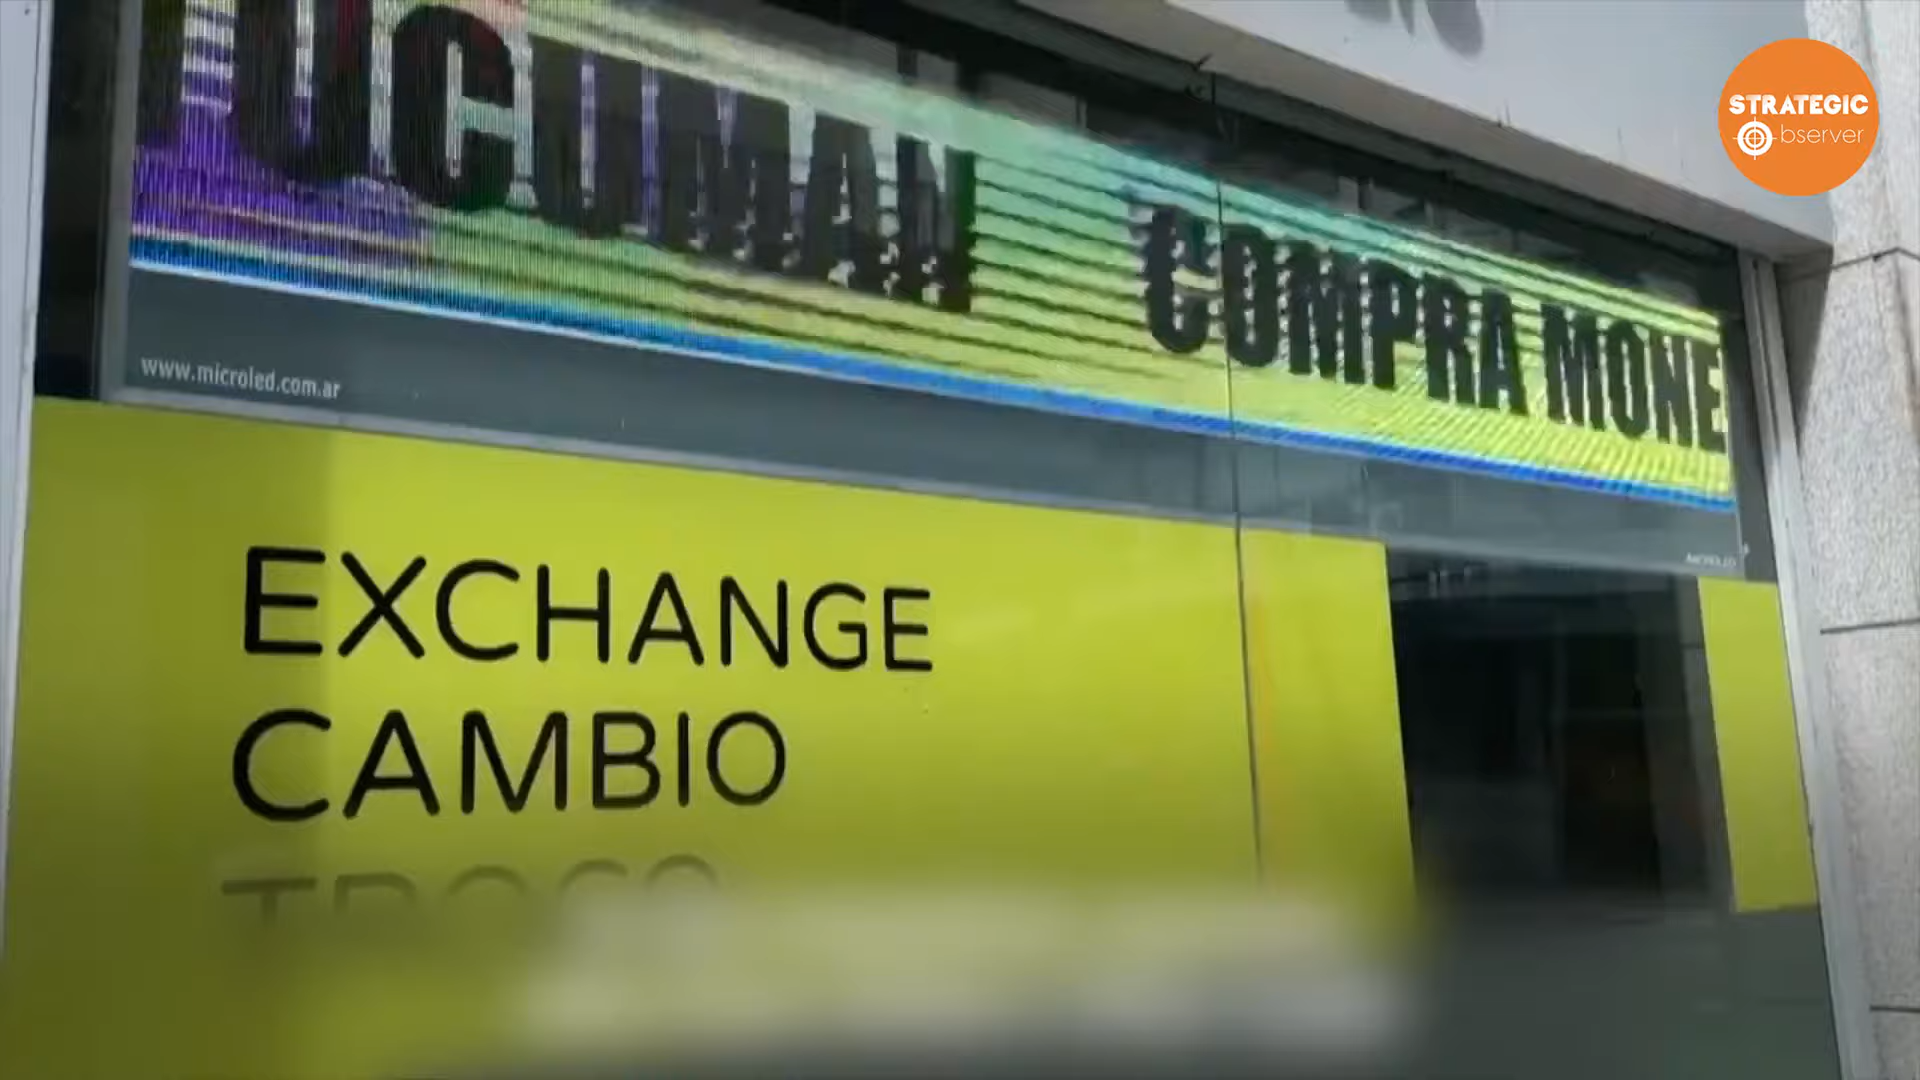 UCUMAN COMPRA MONE
www.microled.com.ar
EXCHANGE
CAMBIO
STRATEGIC
bserver